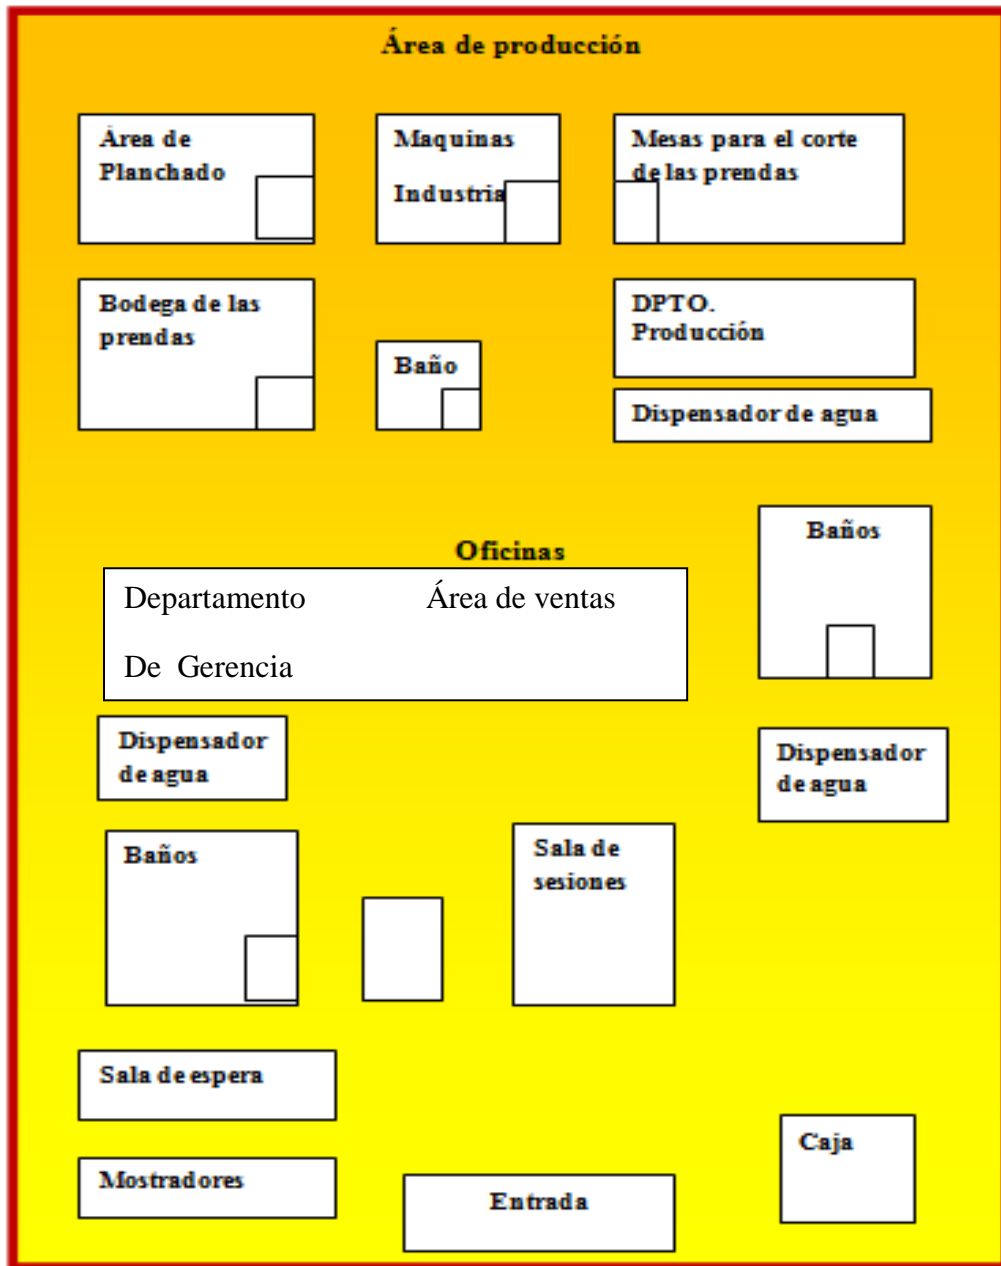 Área de producción
Área de
Planchado
Maquinas
Industria
Mesas para el corte
de las prendas
Bodega de las
prendas
Baño
DPTO.
Producción
Dispensador de agua
Oficinas
Baños
Departamento Área de ventas
De Gerencia
Dispensador
de agua
Dispensador
de agua
Baños
Sala de
sesiones
Sala de espera
Caja
Mostradores
Entrada